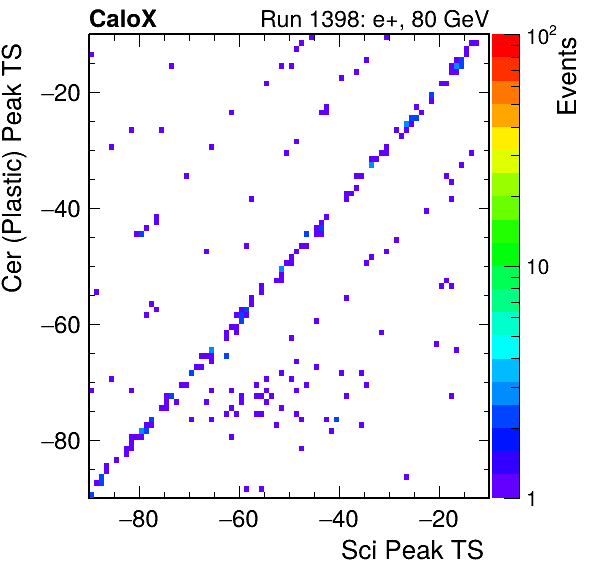 CaloX Run 1398: e+, 80 GeV
Cer (Plastic) Peak TS
−20
−40
−60
−80
−80 −60 −40 −20
Sci Peak TS
10²
10
1
Events